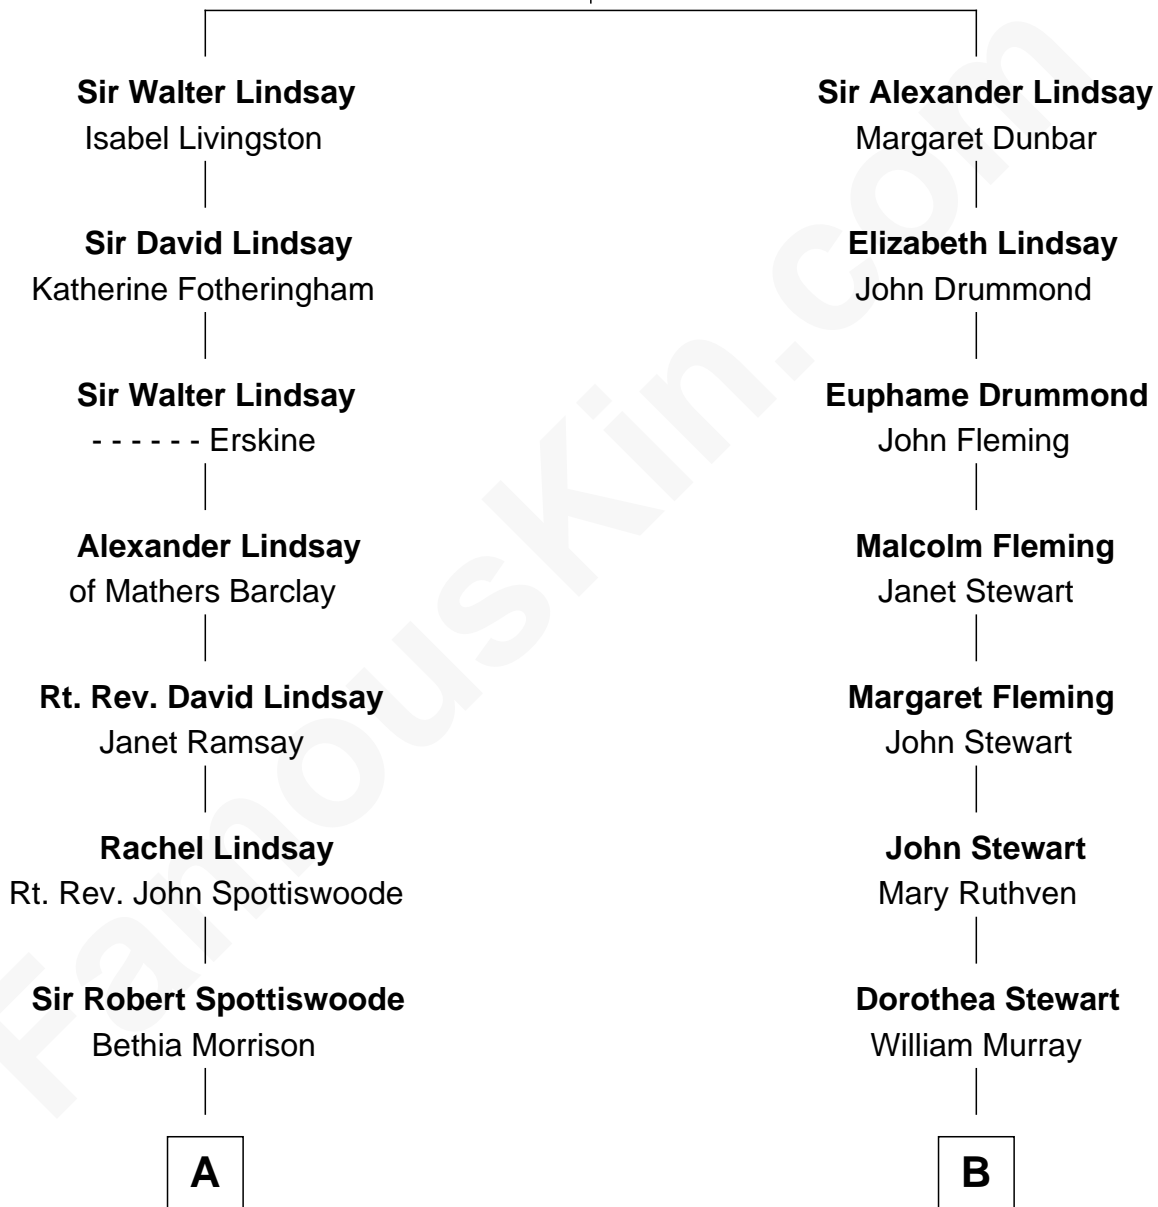 Sir Walter Lindsay
Isabel Livingston
Sir David Lindsay
Katherine Fotheringham
Sir Walter Lindsay
- - - - - - Erskine
Alexander Lindsay
of Mathers Barclay
Rt. Rev. David Lindsay
Janet Ramsay
Rachel Lindsay
Rt. Rev. John Spottiswoode
Sir Robert Spottiswoode
Bethia Morrison
A
Sir Alexander Lindsay
Margaret Dunbar
Elizabeth Lindsay
John Drummond
Euphame Drummond
John Fleming
Malcolm Fleming
Janet Stewart
Margaret Fleming
John Stewart
John Stewart
Mary Ruthven
Dorothea Stewart
William Murray
B
FamousKin.com